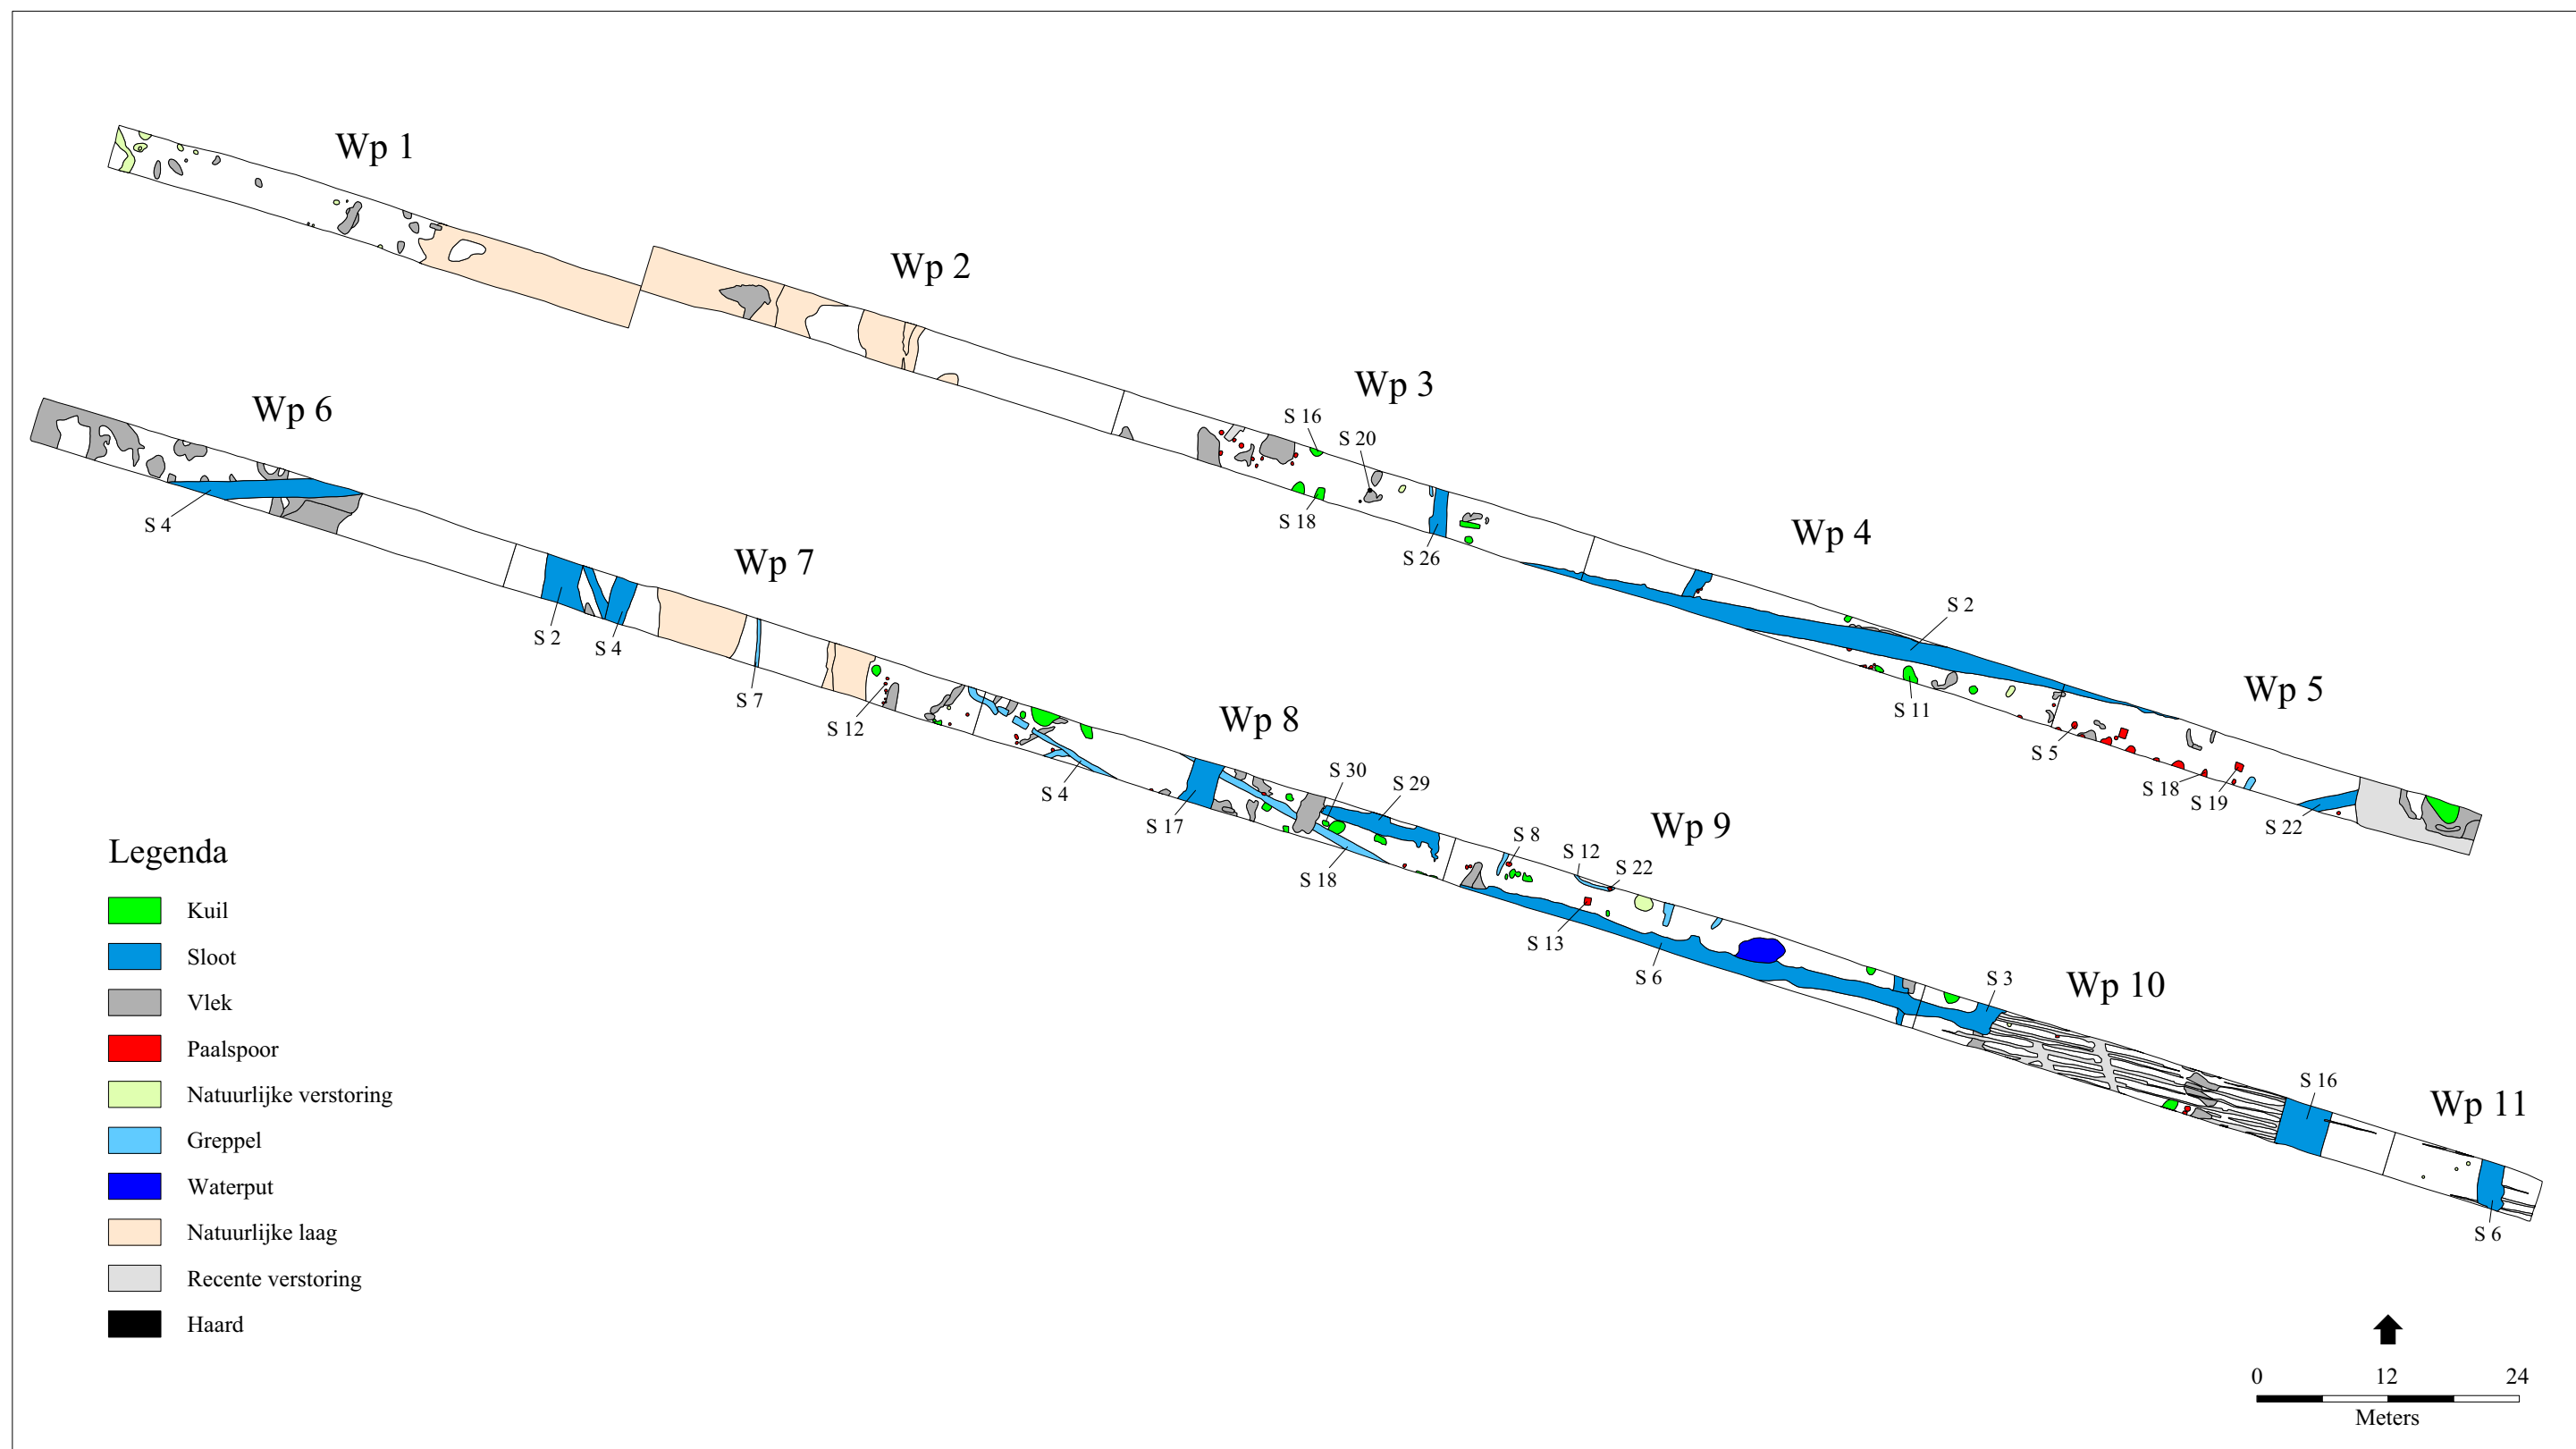 Wp 1
Wp 2
Wp 3
S 16
S 20
S 18
S 26
Wp 4
S 2
S 11
Wp 5
S 5
S 18
S 19
S 22
Wp 6
S 4
Wp 7
S 2
S 4
S 7
S 12
Wp 8
S 4
S 17
S 30
S 29
S 18
Wp 9
S 8
S 12
S 22
S 13
S 6
Wp 10
S 3
S 16
Wp 11
S 6
Legenda
Kuil
Sloot
Vlek
Paalspoor
Natuurlijke verstoring
Greppel
Waterput
Natuurlijke laag
Recente verstoring
Haard
0 12 24
Meters